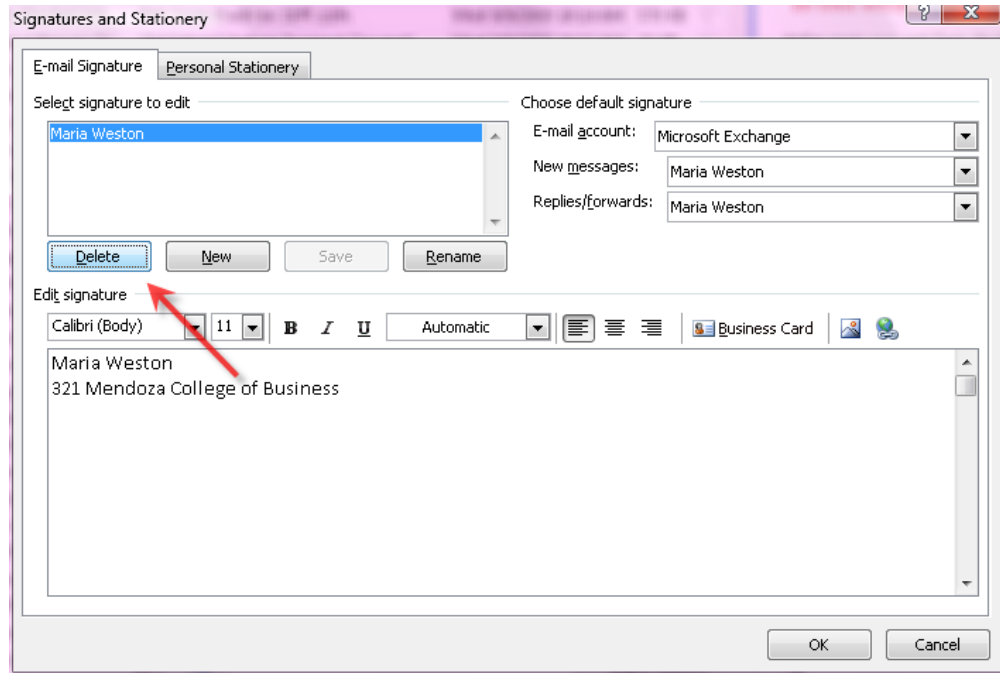 Signatures and Stationery
E-mail Signature Personal Stationery
Select signature to edit
Choose default signature
Maria Weston
E-mail account: Microsoft Exchange
New messages: Maria Weston
Replies/forwards: Maria Weston
Delete New Save Rename
Edit signature
Calibri (Body) 11 B I U Automatic Business Card
Maria Weston
321 Mendoza College of Business
OK Cancel